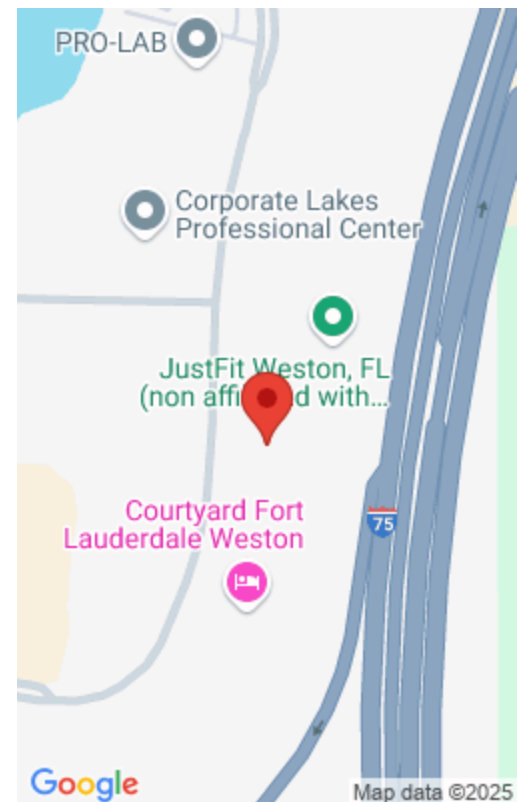 PRO-LAB
Corporate Lakes
Professional Center
JustFit Weston, FL
(non affi d with...
Courtyard Fort
Lauderdale Weston
75
Google
Map data ©2025